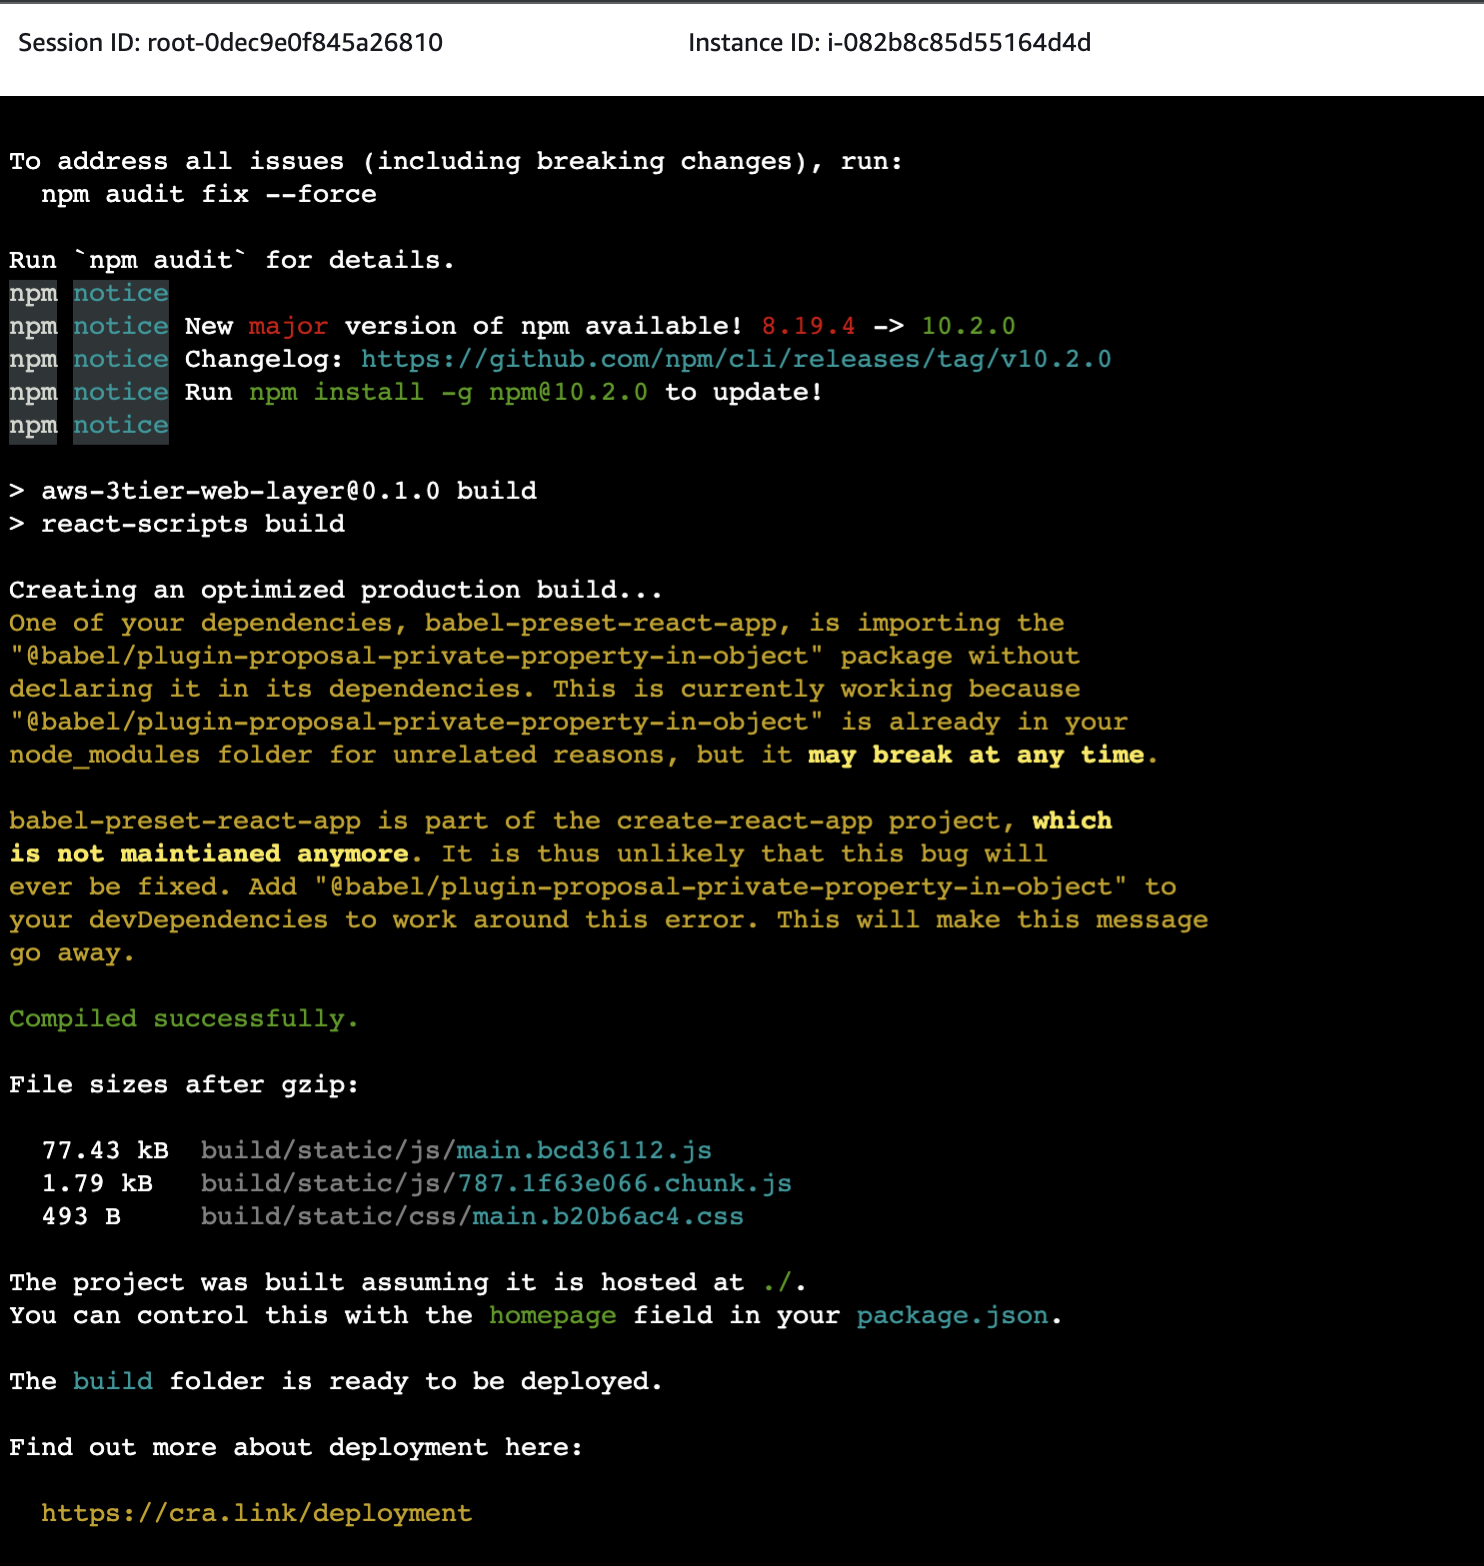 Session ID: root-0dec9e0f845a26810 Instance ID: i-082b8c85d55164d4d
To address all issues (including breaking changes), run:
npm audit fix --force
Run `npm audit` for details.
npm notice
npm notice New major version of npm available! 8.19.4 -> 10.2.0
npm notice Changelog: https://github.com/npm/cli/releases/tag/v10.2.0
npm notice Run npm install -g npm@10.2.0 to update!
npm notice
> aws-3tier-web-layer@0.1.0 build
> react-scripts build
Creating an optimized production build...
One of your dependencies, babel-preset-react-app, is importing the
"@babel/plugin-proposal-private-property-in-object" package without
declaring it in its dependencies. This is currently working because
"@babel/plugin-proposal-private-property-in-object" is already in your
node_modules folder for unrelated reasons, but it may break at any time.
babel-preset-react-app is part of the create-react-app project, which
is not maintianed anymore. It is thus unlikely that this bug will
ever be fixed. Add "@babel/plugin-proposal-private-property-in-object" to
your devDependencies to work around this error. This will make this message
go away.
Compiled successfully.
File sizes after gzip:
77.43 kB build/static/js/main.bcd36112.js
1.79 kB build/static/js/787.1f63e066.chunk.js
493 B build/static/css/main.b20b6ac4.css
The project was built assuming it is hosted at ./.
You can control this with the homepage field in your package.json.
The build folder is ready to be deployed.
Find out more about deployment here:
https://cra.link/deployment